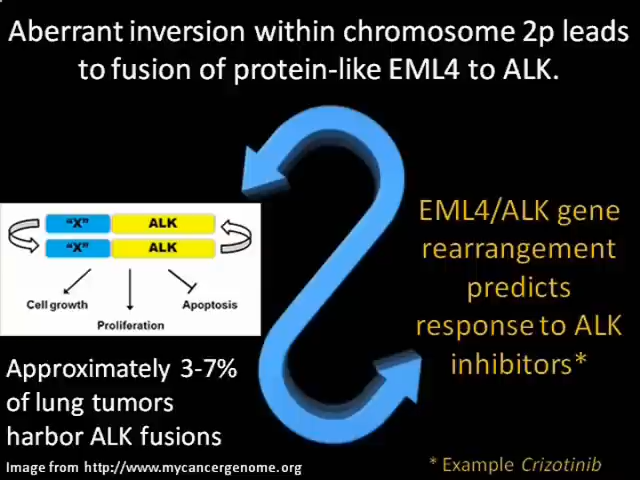 Aberrant inversion within chromosome 2p leads
to fusion of protein-like EML4 to ALK.
"X" ALK
"X" ALK
Cell growth
Proliferation
Apoptosis
Approximately 3-7%
of lung tumors
harbor ALK fusions
EML4/ALK gene
rearrangement
predicts
response to ALK
inhibitors*
Image from http://www.mycancergenome.org
* Example Crizotinib